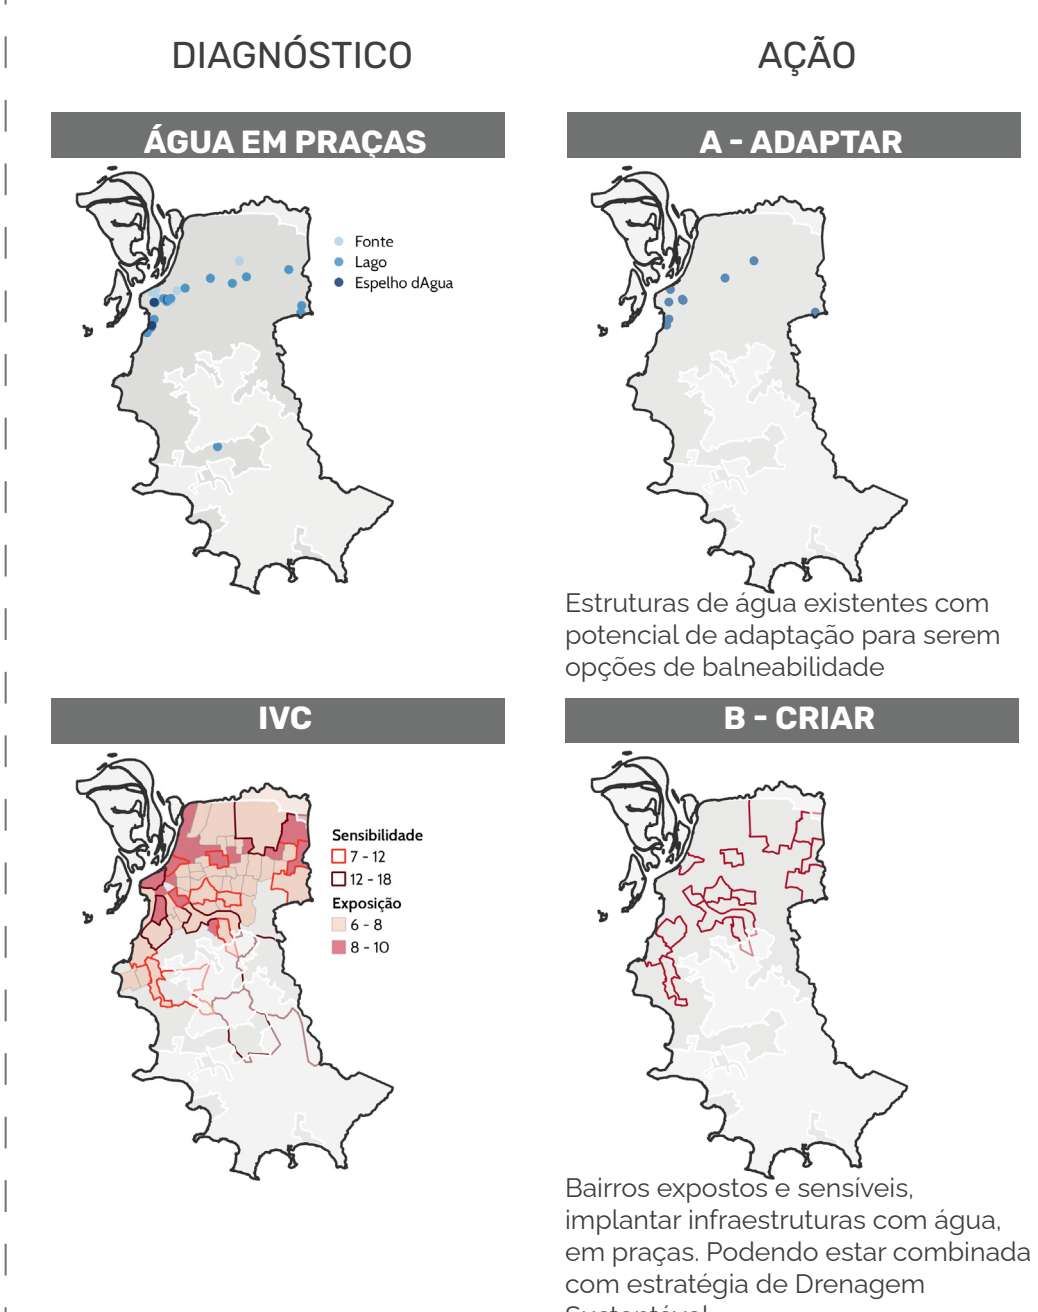 DIAGNÓSTICO
AÇÃO
ÁGUA EM PRAÇAS
A - ADAPTAR
Fonte
Lago
Espelho dAgua
Estruturas de água existentes com
potencial de adaptação para serem
opções de balneabilidade
IVC
B - CRIAR
Sensibilidade
7 - 12
12 - 18
Exposição
6 - 8
8 - 10
Bairros expostos e sensíveis,
implantar infraestruturas com água,
em praças. Podendo estar combinada
com estratégia de Drenagem